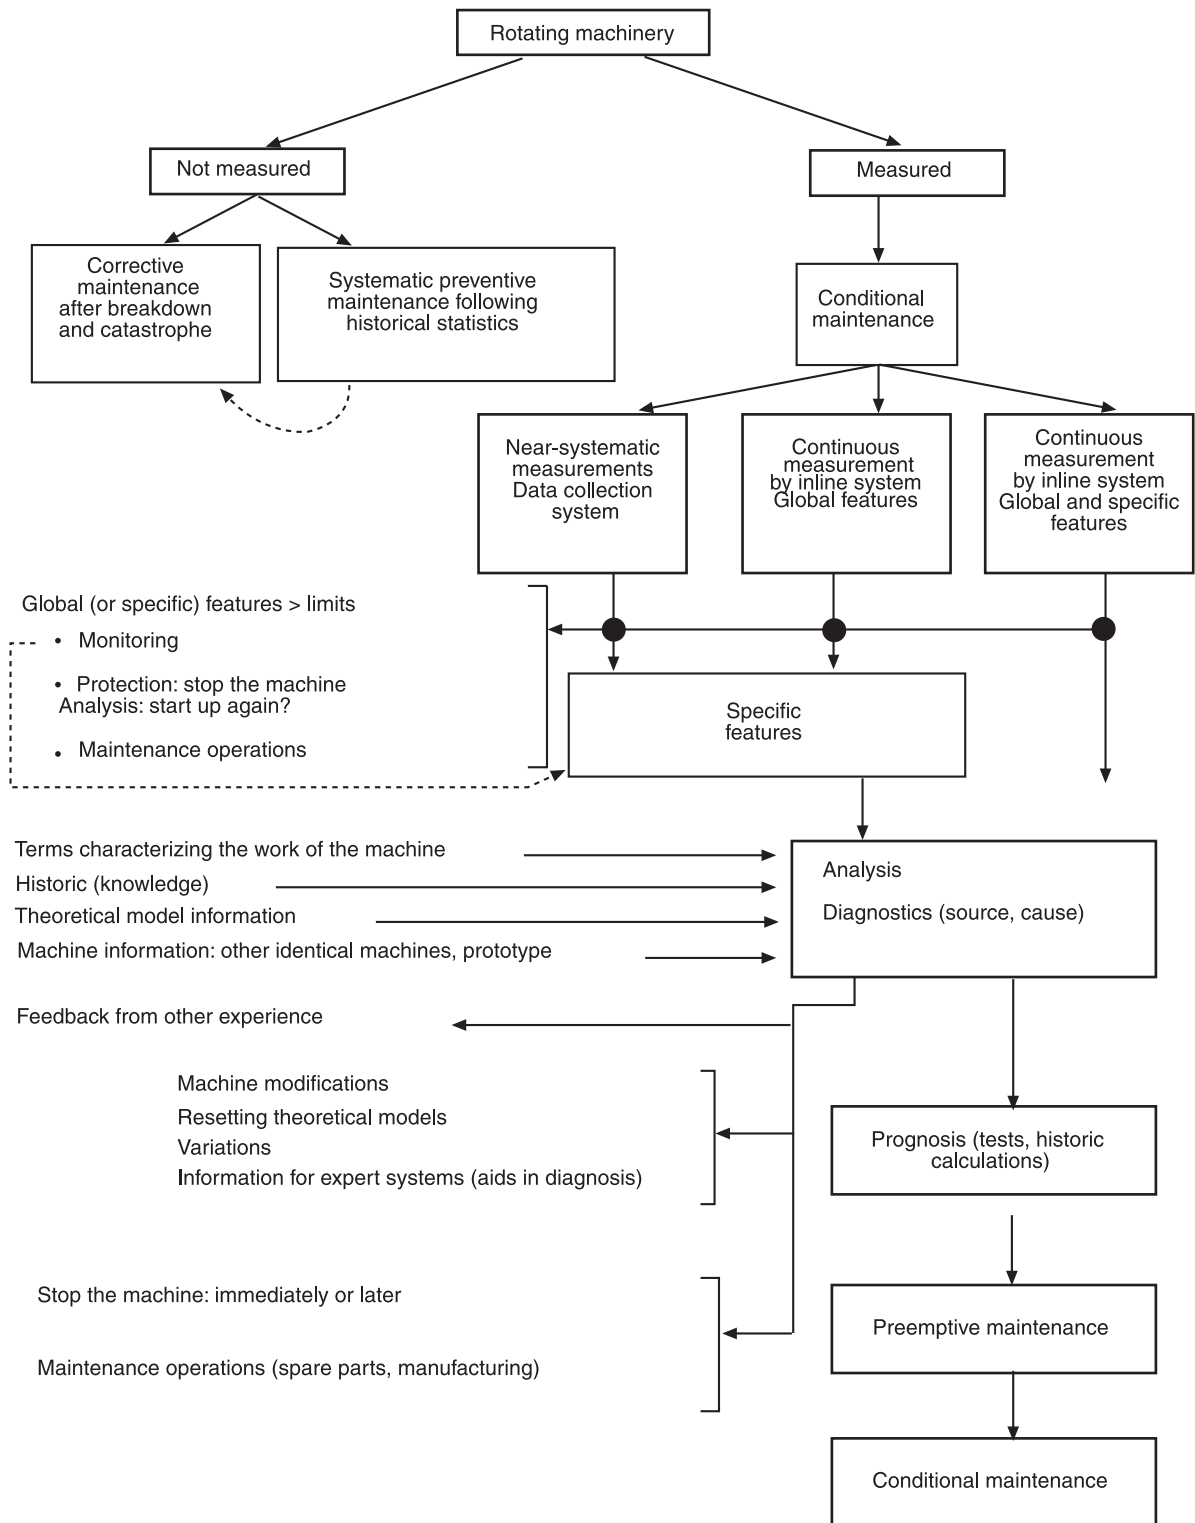 Rotating machinery
Not measured
Measured
Corrective
maintenance
after breakdown
and catastrophe
Systematic preventive
maintenance following
historical statistics
Conditional
maintenance
Near-systematic
measurements
Data collection
system
Continuous
measurement
by inline system
Global features
Continuous
measurement
by inline system
Global and specific
features
Global (or specific) features > limits
• Monitoring
• Protection: stop the machine
Analysis: start up again?
• Maintenance operations
Specific
features
Terms characterizing the work of the machine
Historic (knowledge)
Theoretical model information
Machine information: other identical machines, prototype
Analysis
Diagnostics (source, cause)
Feedback from other experience
Machine modifications
Resetting theoretical models
Variations
Information for expert systems (aids in diagnosis)
Prognosis (tests, historic
calculations)
Stop the machine: immediately or later
Maintenance operations (spare parts, manufacturing)
Preemptive maintenance
Conditional maintenance